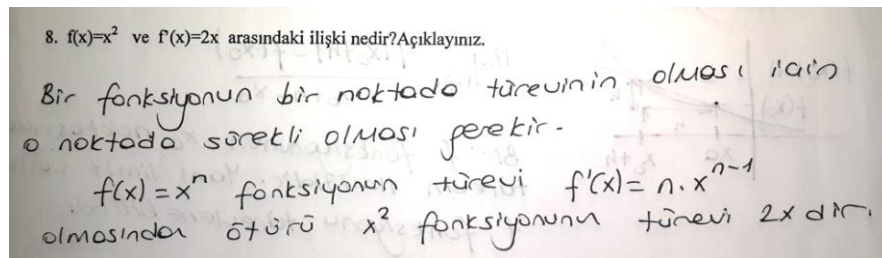 8. f(x)=x² ve f'(x)=2x arasındaki ilişki nedir?Açıklayınız.
Bir fonksiyonun bir noktada türevinin olması için
o noktada sürekli olması gerekir.
f(x) = xⁿ fonksiyonun türevi f'(x) = n.xⁿ⁻¹
olmasından ötürü x² fonksiyonunun türevi 2x dir.